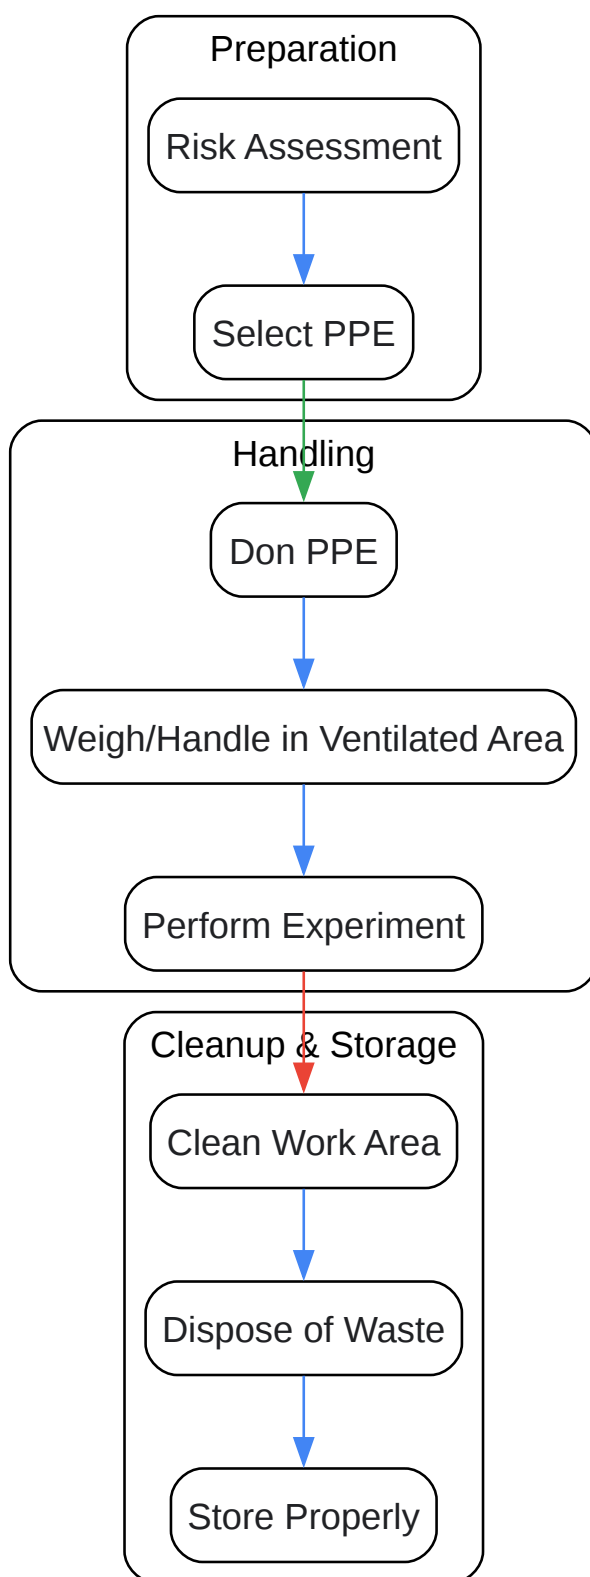 Preparation
Risk Assessment
Select PPE
Handling
Don PPE
Weigh/Handle in Ventilated Area
Perform Experiment
Cleanup & Storage
Clean Work Area
Dispose of Waste
Store Properly